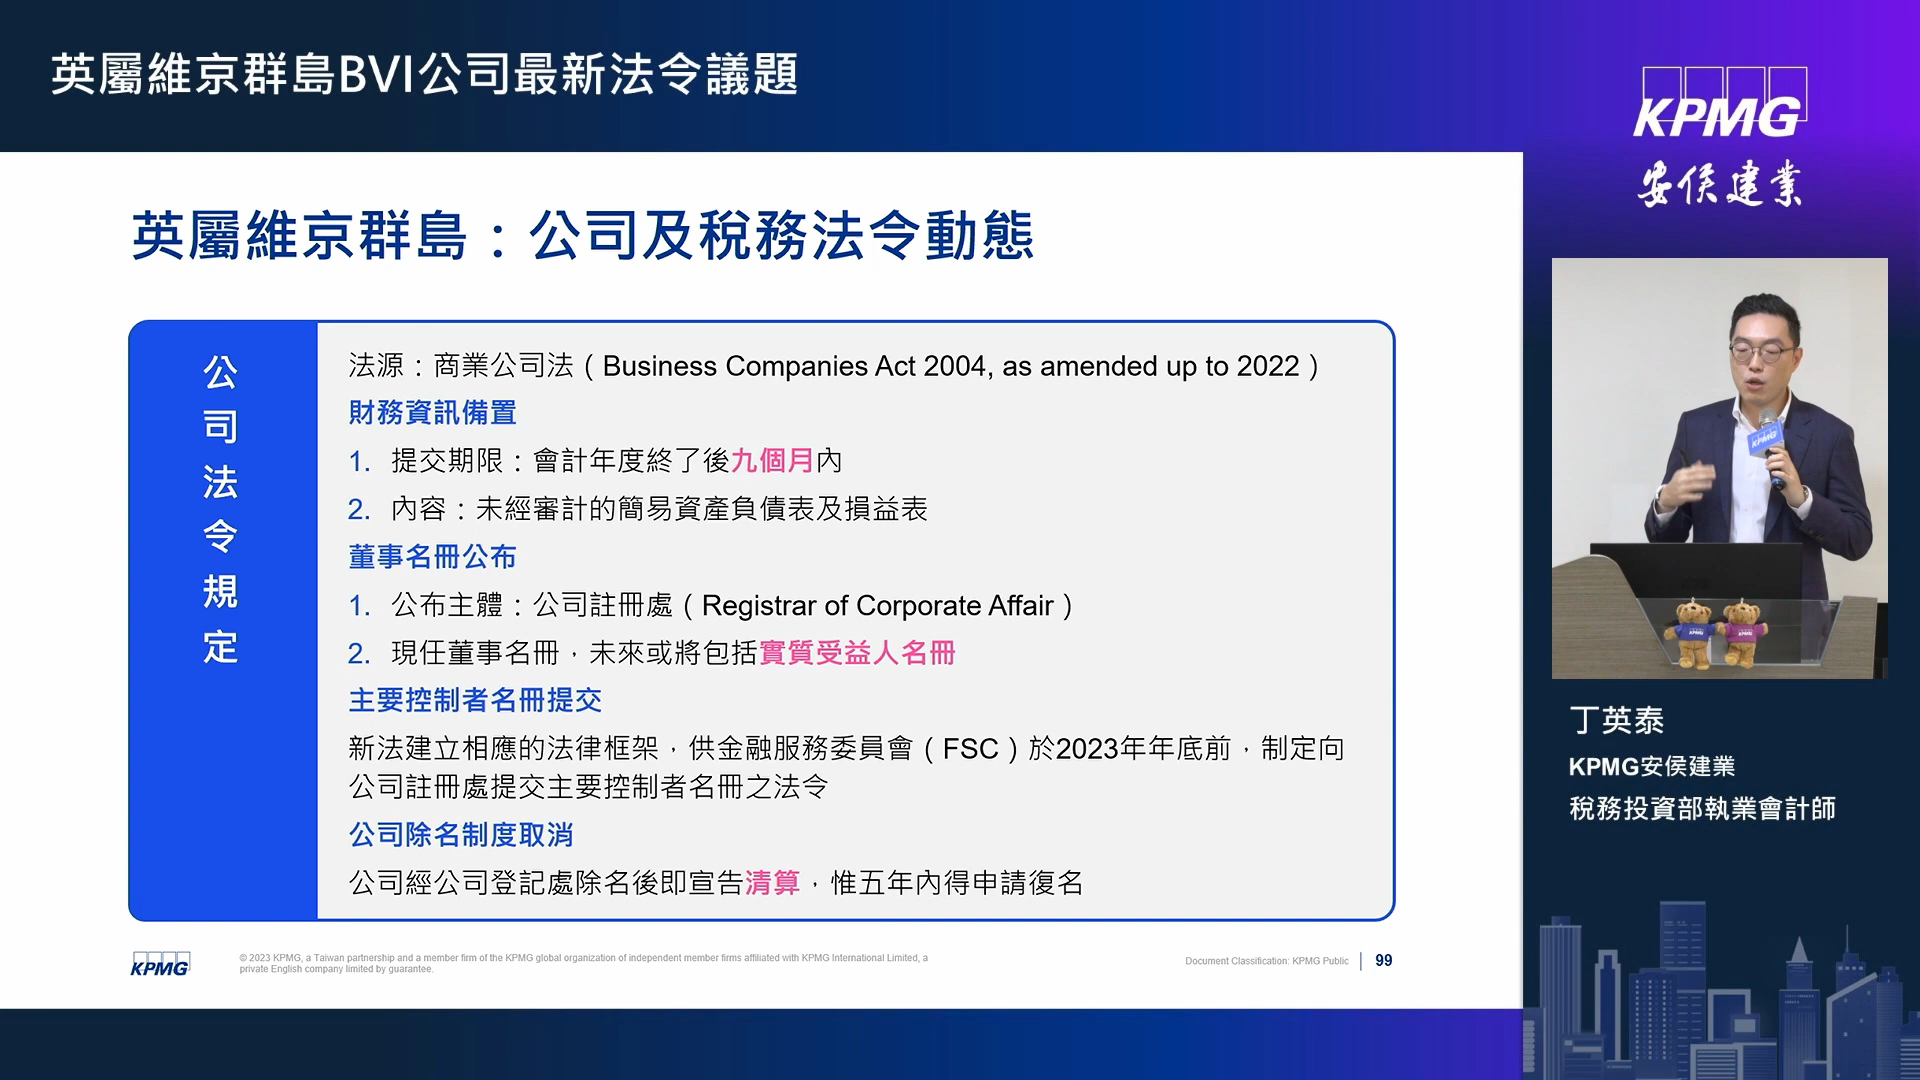 英屬維京群島BVI公司最新法令議題
KPMG
安侯建業
英屬維京群島：公司及稅務法令動態
公司法令規定
法源：商業公司法（Business Companies Act 2004, as amended up to 2022）
財務資訊備置
1. 提交期限：會計年度終了後九個月內
2. 內容：未經審計的簡易資產負債表及損益表
董事名冊公布
1. 公布主體：公司註冊處（Registrar of Corporate Affair）
2. 現任董事名冊，未來或將包括實質受益人名冊
主要控制者名冊提交
新法建立相應的法律框架，供金融服務委員會（FSC）於2023年年底前，制定向
公司註冊處提交主要控制者名冊之法令
公司除名制度取消
公司經公司登記處除名後即宣告清算，惟五年內得申請復名
KPMG
© 2023 KPMG, a Taiwan partnership and a member firm of the KPMG global organization of independent member firms affiliated with KPMG International Limited, a
private English company limited by guarantee.
Document Classification: KPMG Public
99
KPMG
KPMG
KPMG
丁英泰
KPMG安侯建業
稅務投資部執業會計師